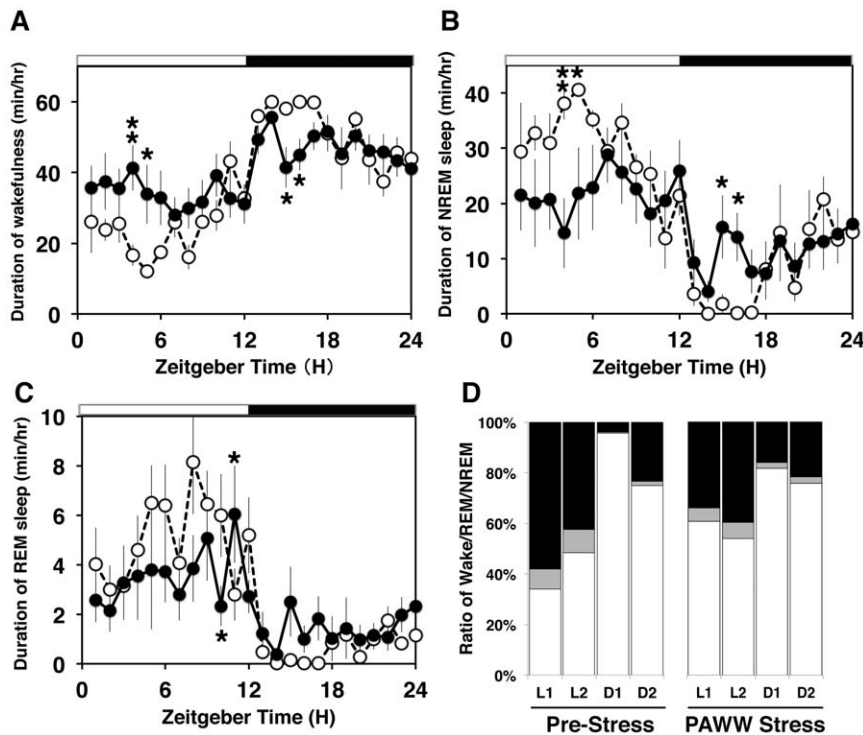 A
Duration of wakefulness (min/hr)
60
40
20
0
**
*
*
*
0 6 12 18 24
Zeitgeber Time (H)
B
Duration of NREM sleep (min/hr)
40
30
20
10
0
**
*
*
*
0 6 12 18 24
Zeitgeber Time (H)
C
Duration of REM sleep (min/hr)
10
8
6
4
2
0
*
*
0 6 12 18 24
Zeitgeber Time (H)
D
Ratio of Wake/REM/NREM
100%
80%
60%
40%
20%
0%
L1 L2 D1 D2 L1 L2 D1 D2
Pre-Stress PAWW Stress